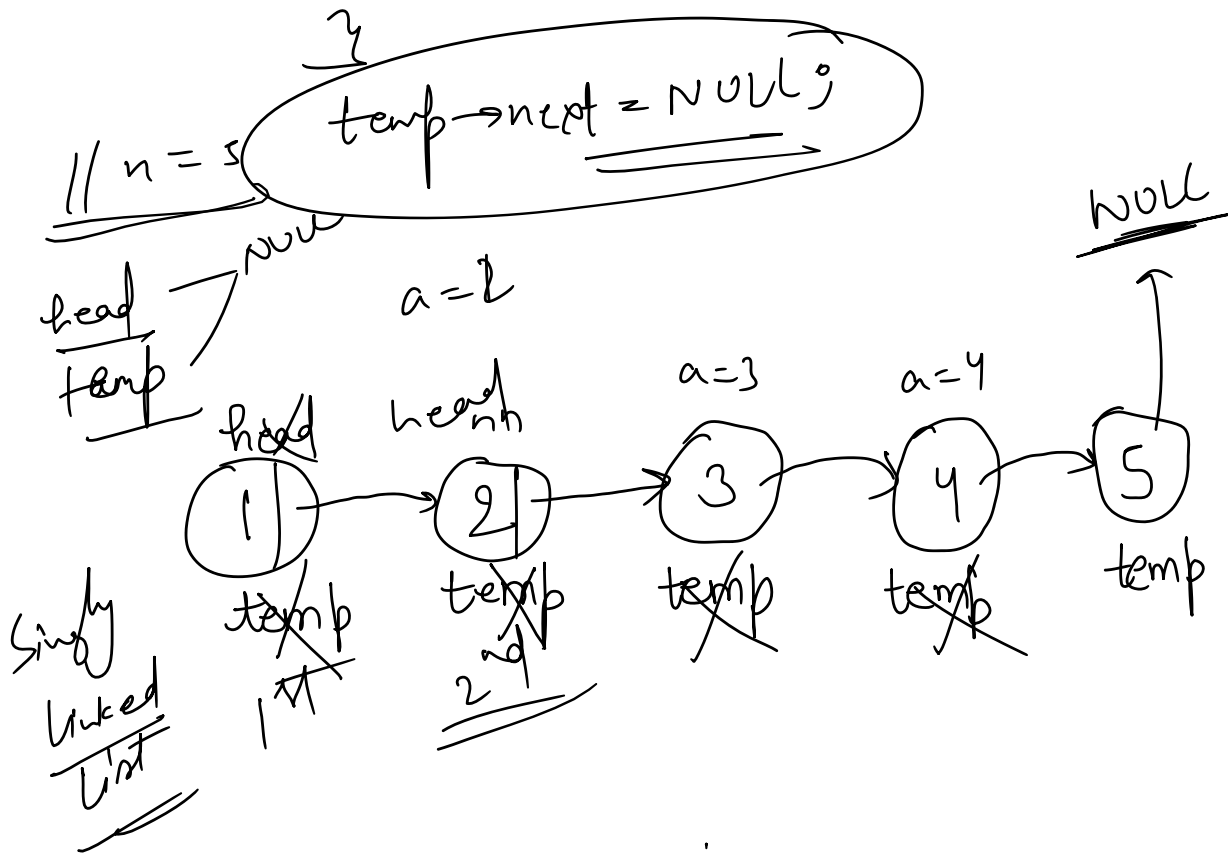 }
temp→next = NULL;
// n = 5
NULL
NULL
head
temp
a=2
a=3
a=4
head
head
1
2
3
4
5
temp
temp
temp
temp
temp
1st
2nd
Singly
Linked
List